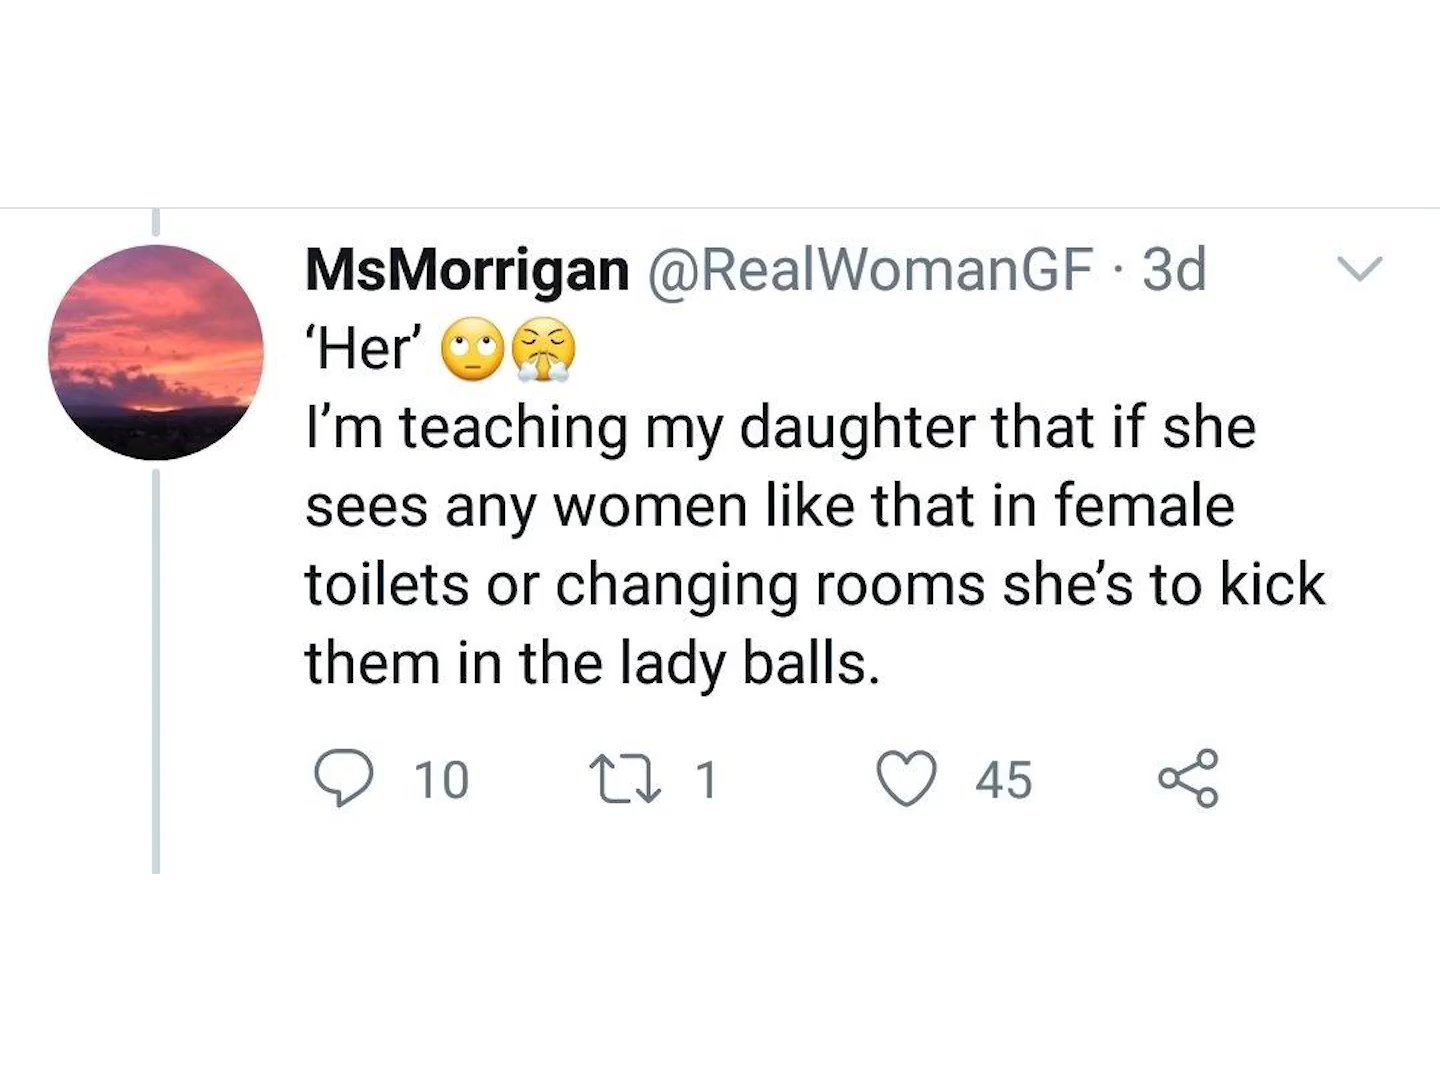 MsMorrigan @RealWomanGF · 3d
‘Her’ 🙄😤
I’m teaching my daughter that if she
sees any women like that in female
toilets or changing rooms she’s to kick
them in the lady balls.
10 1 45